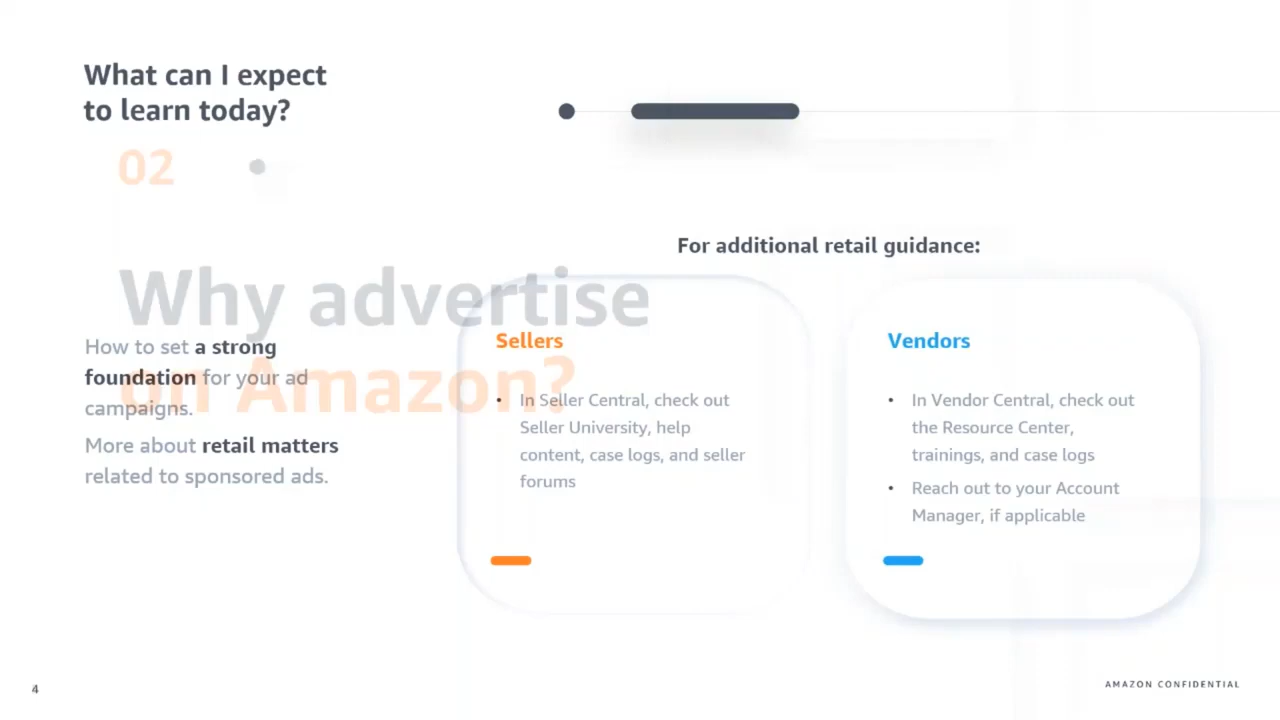 What can I expect
to learn today?
02
Why advertise
on Amazon?
How to set a strong
foundation for your ad
campaigns.
More about retail matters
related to sponsored ads.
For additional retail guidance:
Sellers
• In Seller Central, check out
Seller University, help
content, case logs, and seller
forums
Vendors
• In Vendor Central, check out
the Resource Center,
trainings, and case logs
• Reach out to your Account
Manager, if applicable
4
AMAZON CONFIDENTIAL